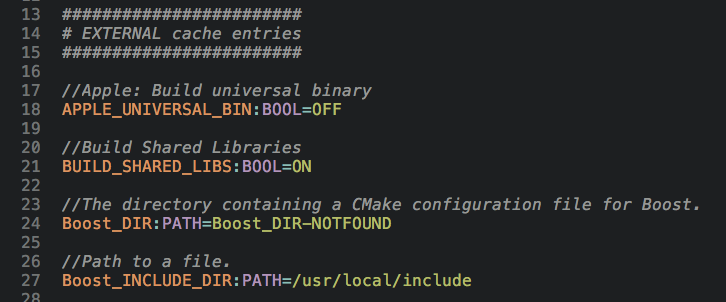 13 ########################
14 # EXTERNAL cache entries
15 ########################
16
17 //Apple: Build universal binary
18 APPLE_UNIVERSAL_BIN:BOOL=OFF
19
20 //Build Shared Libraries
21 BUILD_SHARED_LIBS:BOOL=ON
22
23 //The directory containing a CMake configuration file for Boost.
24 Boost_DIR:PATH=Boost_DIR-NOTFOUND
25
26 //Path to a file.
27 Boost_INCLUDE_DIR:PATH=/usr/local/include